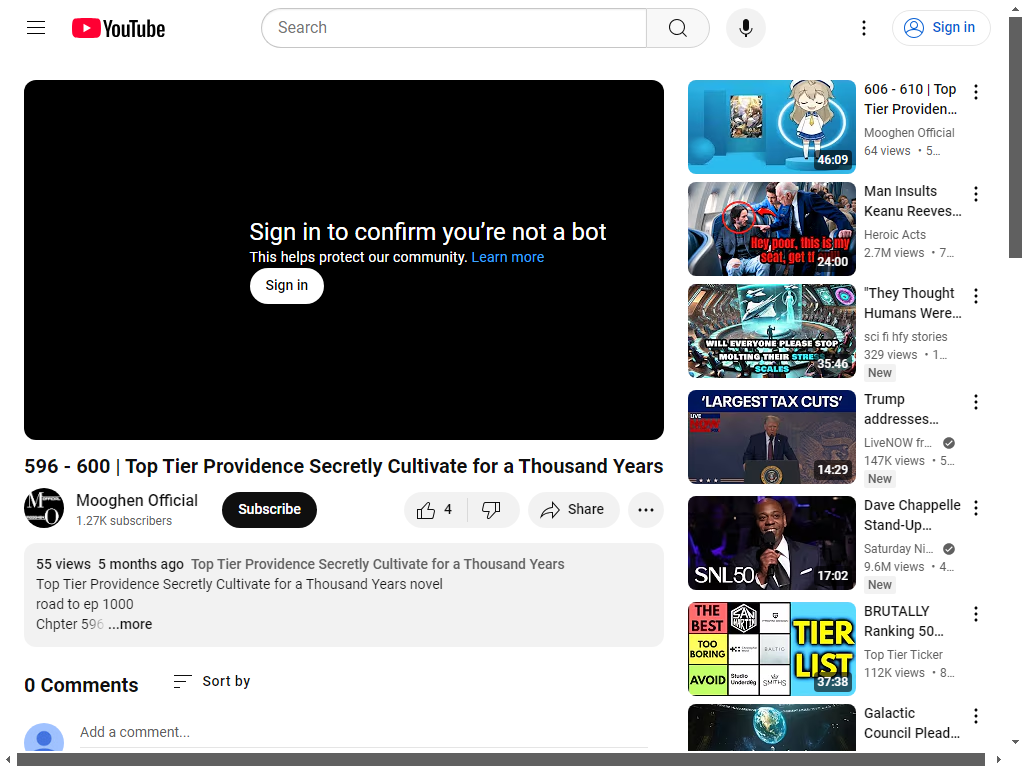 YouTube
Search
Sign in
Sign in to confirm you're not a bot
This helps protect our community. Learn more
Sign in
596 - 600 | Top Tier Providence Secretly Cultivate for a Thousand Years
Mooghen Official
1.27K subscribers
Subscribe
4
Share
55 views 5 months ago Top Tier Providence Secretly Cultivate for a Thousand Years
Top Tier Providence Secretly Cultivate for a Thousand Years novel
road to ep 1000
Chpter 596 ...more
0 Comments
Sort by
Add a comment...
46:09
606 - 610 | Top
Tier Providen...
Mooghen Official
64 views • 5...
Hey poor, this is my
seat, get
24:00
Man Insults
Keanu Reeves...
Heroic Acts
2.7M views • 7...
WILL EVERYONE PLEASE STOP
MOLTING THEIR STRESS
SCALES
35:46
"They Thought
Humans Were...
sci fi hfy stories
329 views • 1...
New
'LARGEST TAX CUTS'
LIVE
14:29
Trump
addresses...
LiveNOW fr...
147K views • 5...
New
SNL50
17:02
Dave Chappelle
Stand-Up...
Saturday Ni...
9.6M views • 4...
New
THE
BEST
SAN
MARTIN
TOO
BORING
BALTIC
AVOID
Studio
Underd0g
SMITHS
TIER
LIST
37:38
BRUTALLY
Ranking 50...
Top Tier Ticker
112K views • 8...
Galactic
Council Plead...